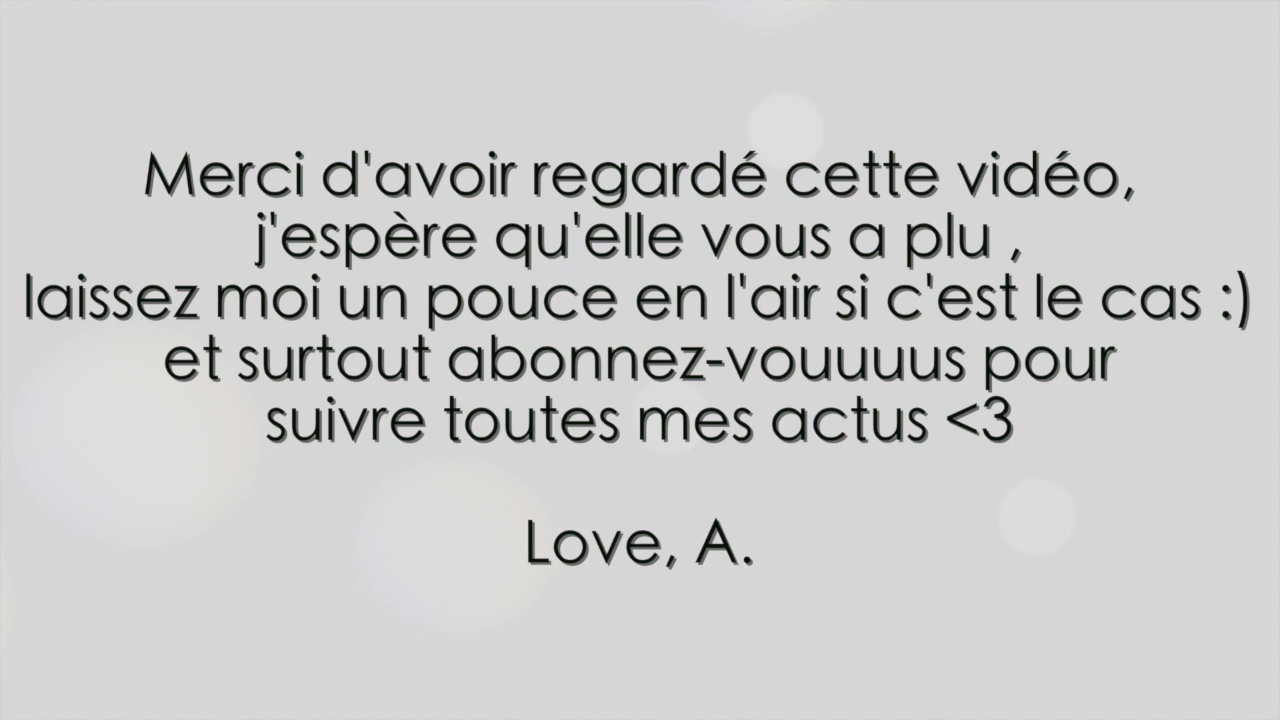 Merci d'avoir regardé cette vidéo,
j'espère qu'elle vous a plu ,
laissez moi un pouce en l'air si c'est le cas :)
et surtout abonnez-vouuuus pour
suivre toutes mes actus <3
Love, A.